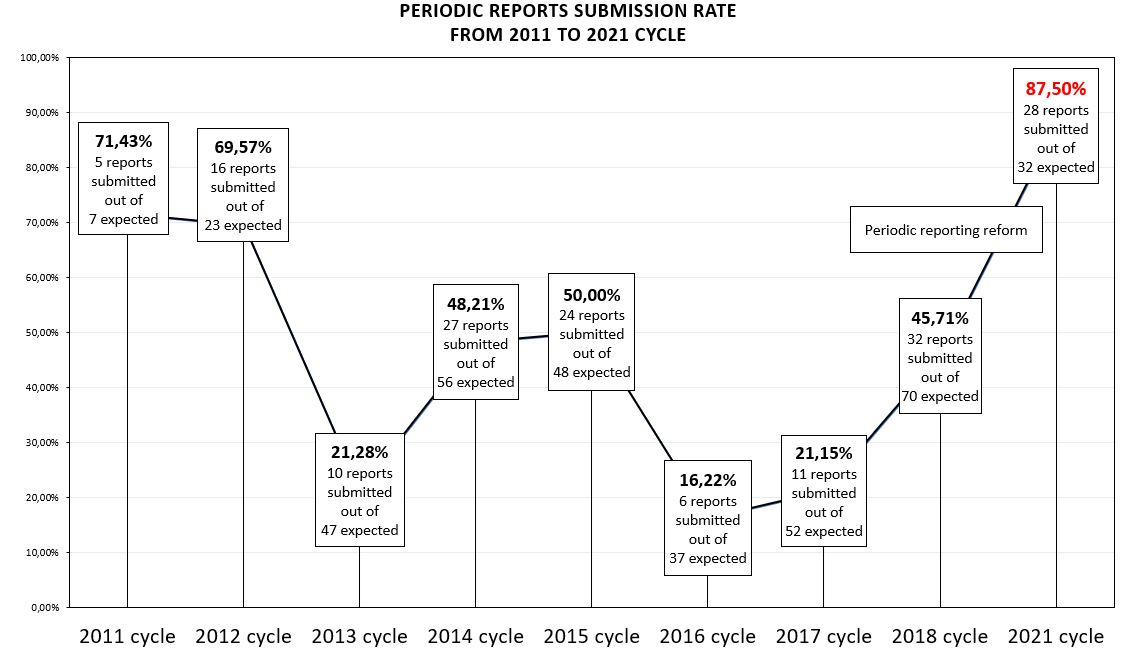 PERIODIC REPORTS SUBMISSION RATE
FROM 2011 TO 2021 CYCLE
100,00%
90,00%
80,00%
70,00%
60,00%
50,00%
40,00%
30,00%
20,00%
10,00%
0,00%
71,43%
5 reports
submitted
out of
7 expected
69,57%
16 reports
submitted
out of
23 expected
21,28%
10 reports
submitted
out of
47 expected
48,21%
27 reports
submitted
out of
56 expected
50,00%
24 reports
submitted
out of
48 expected
16,22%
6 reports
submitted
out of
37 expected
21,15%
11 reports
submitted
out of
52 expected
45,71%
32 reports
submitted
out of
70 expected
87,50%
28 reports
submitted
out of
32 expected
Periodic reporting reform
2011 cycle
2012 cycle
2013 cycle
2014 cycle
2015 cycle
2016 cycle
2017 cycle
2018 cycle
2021 cycle